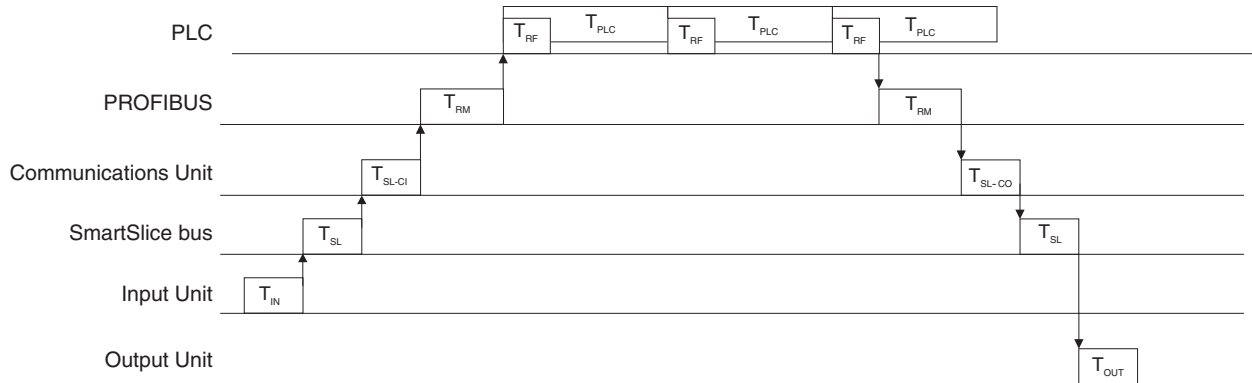 PLC
T_RF T_PLC T_RF T_PLC T_RF T_PLC
PROFIBUS
T_RM T_RM
Communications Unit
T_SL-CI T_SL-CO
SmartSlice bus
T_SL T_SL
Input Unit
T_IN
Output Unit
T_OUT